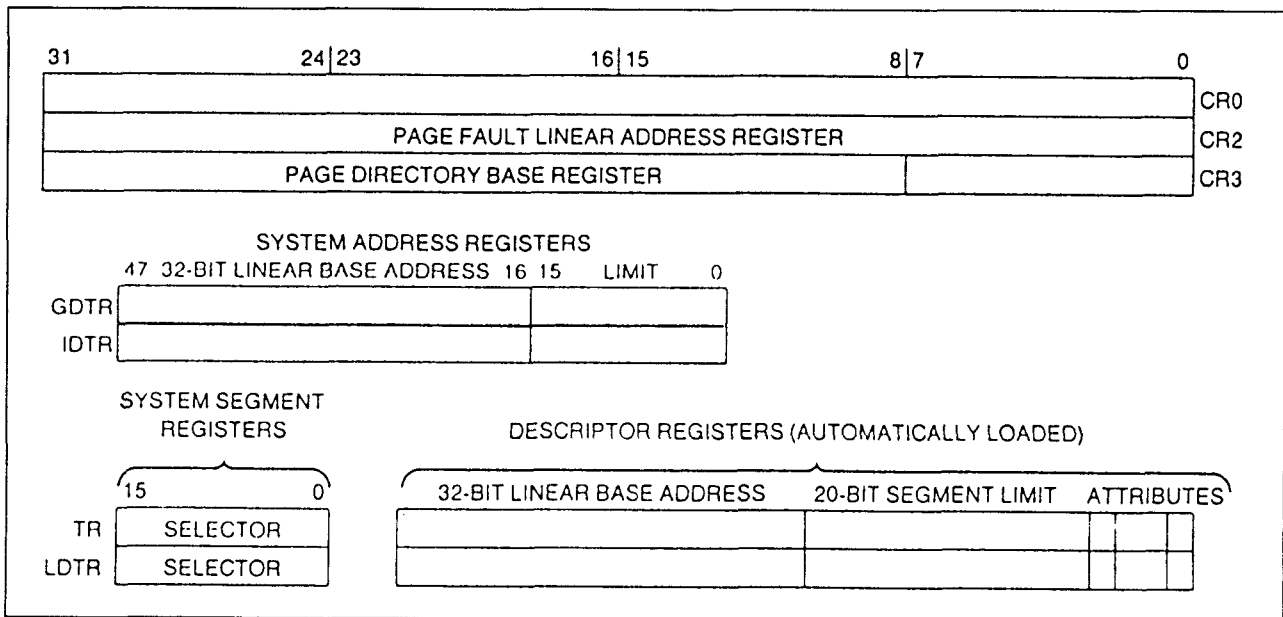 31 24 23 16 15 8 7 0
CR0
PAGE FAULT LINEAR ADDRESS REGISTER CR2
PAGE DIRECTORY BASE REGISTER CR3
SYSTEM ADDRESS REGISTERS
47 32-BIT LINEAR BASE ADDRESS 16 15 LIMIT 0
GDTR
IDTR
SYSTEM SEGMENT
REGISTERS
DESCRIPTOR REGISTERS (AUTOMATICALLY LOADED)
15 0 32-BIT LINEAR BASE ADDRESS 20-BIT SEGMENT LIMIT ATTRIBUTES
TR SELECTOR
LDTR SELECTOR